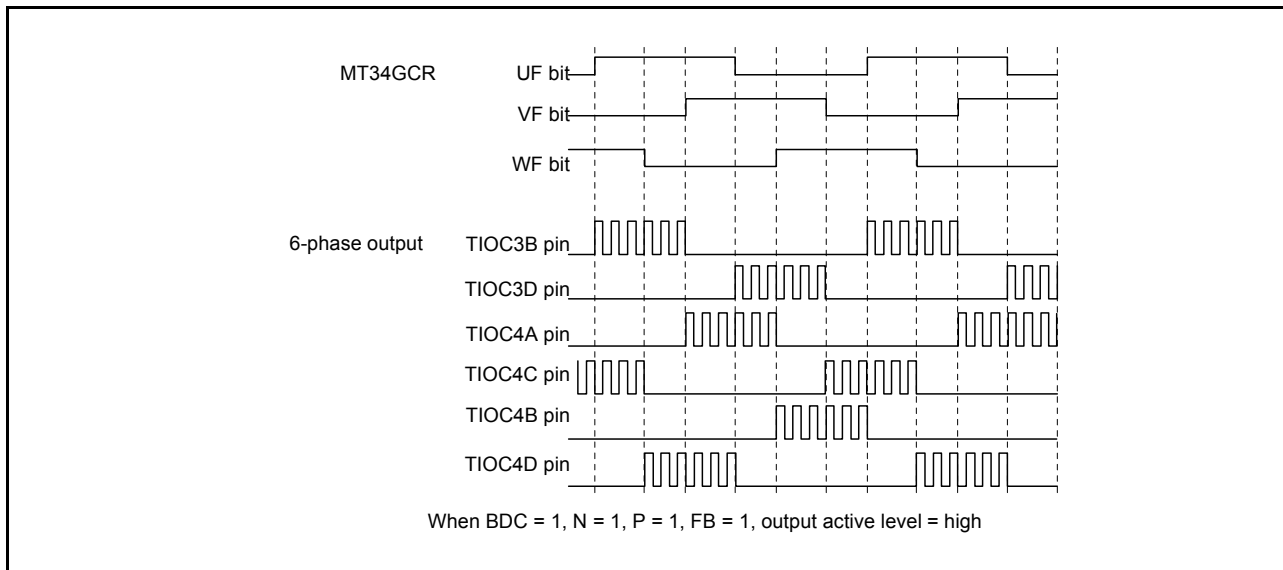 MT34GCR UF bit
VF bit
WF bit
6-phase output TIOC3B pin
TIOC3D pin
TIOC4A pin
TIOC4C pin
TIOC4B pin
TIOC4D pin
When BDC = 1, N = 1, P = 1, FB = 1, output active level = high